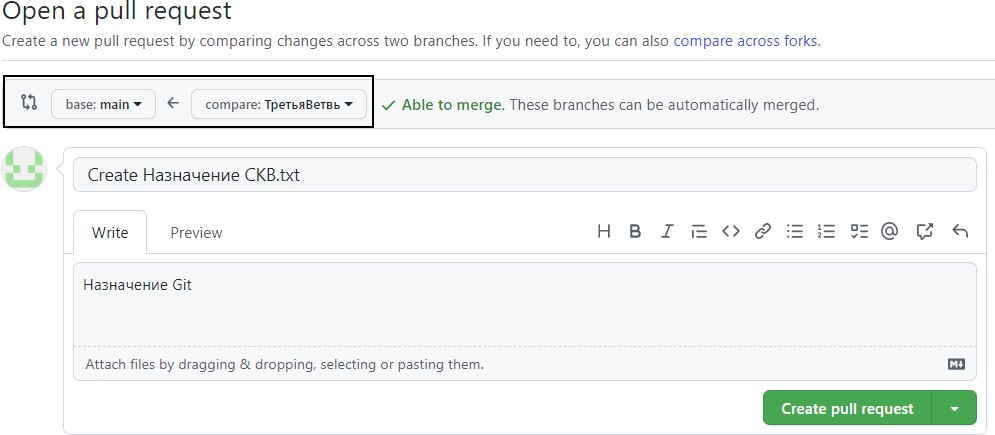 Open a pull request
Create a new pull request by comparing changes across two branches. If you need to, you can also compare across forks.
base: main compare: ТретьяВетвь Able to merge. These branches can be automatically merged.
Create Назначение СКВ.txt
Write Preview
Назначение Git
Attach files by dragging & dropping, selecting or pasting them.
Create pull request